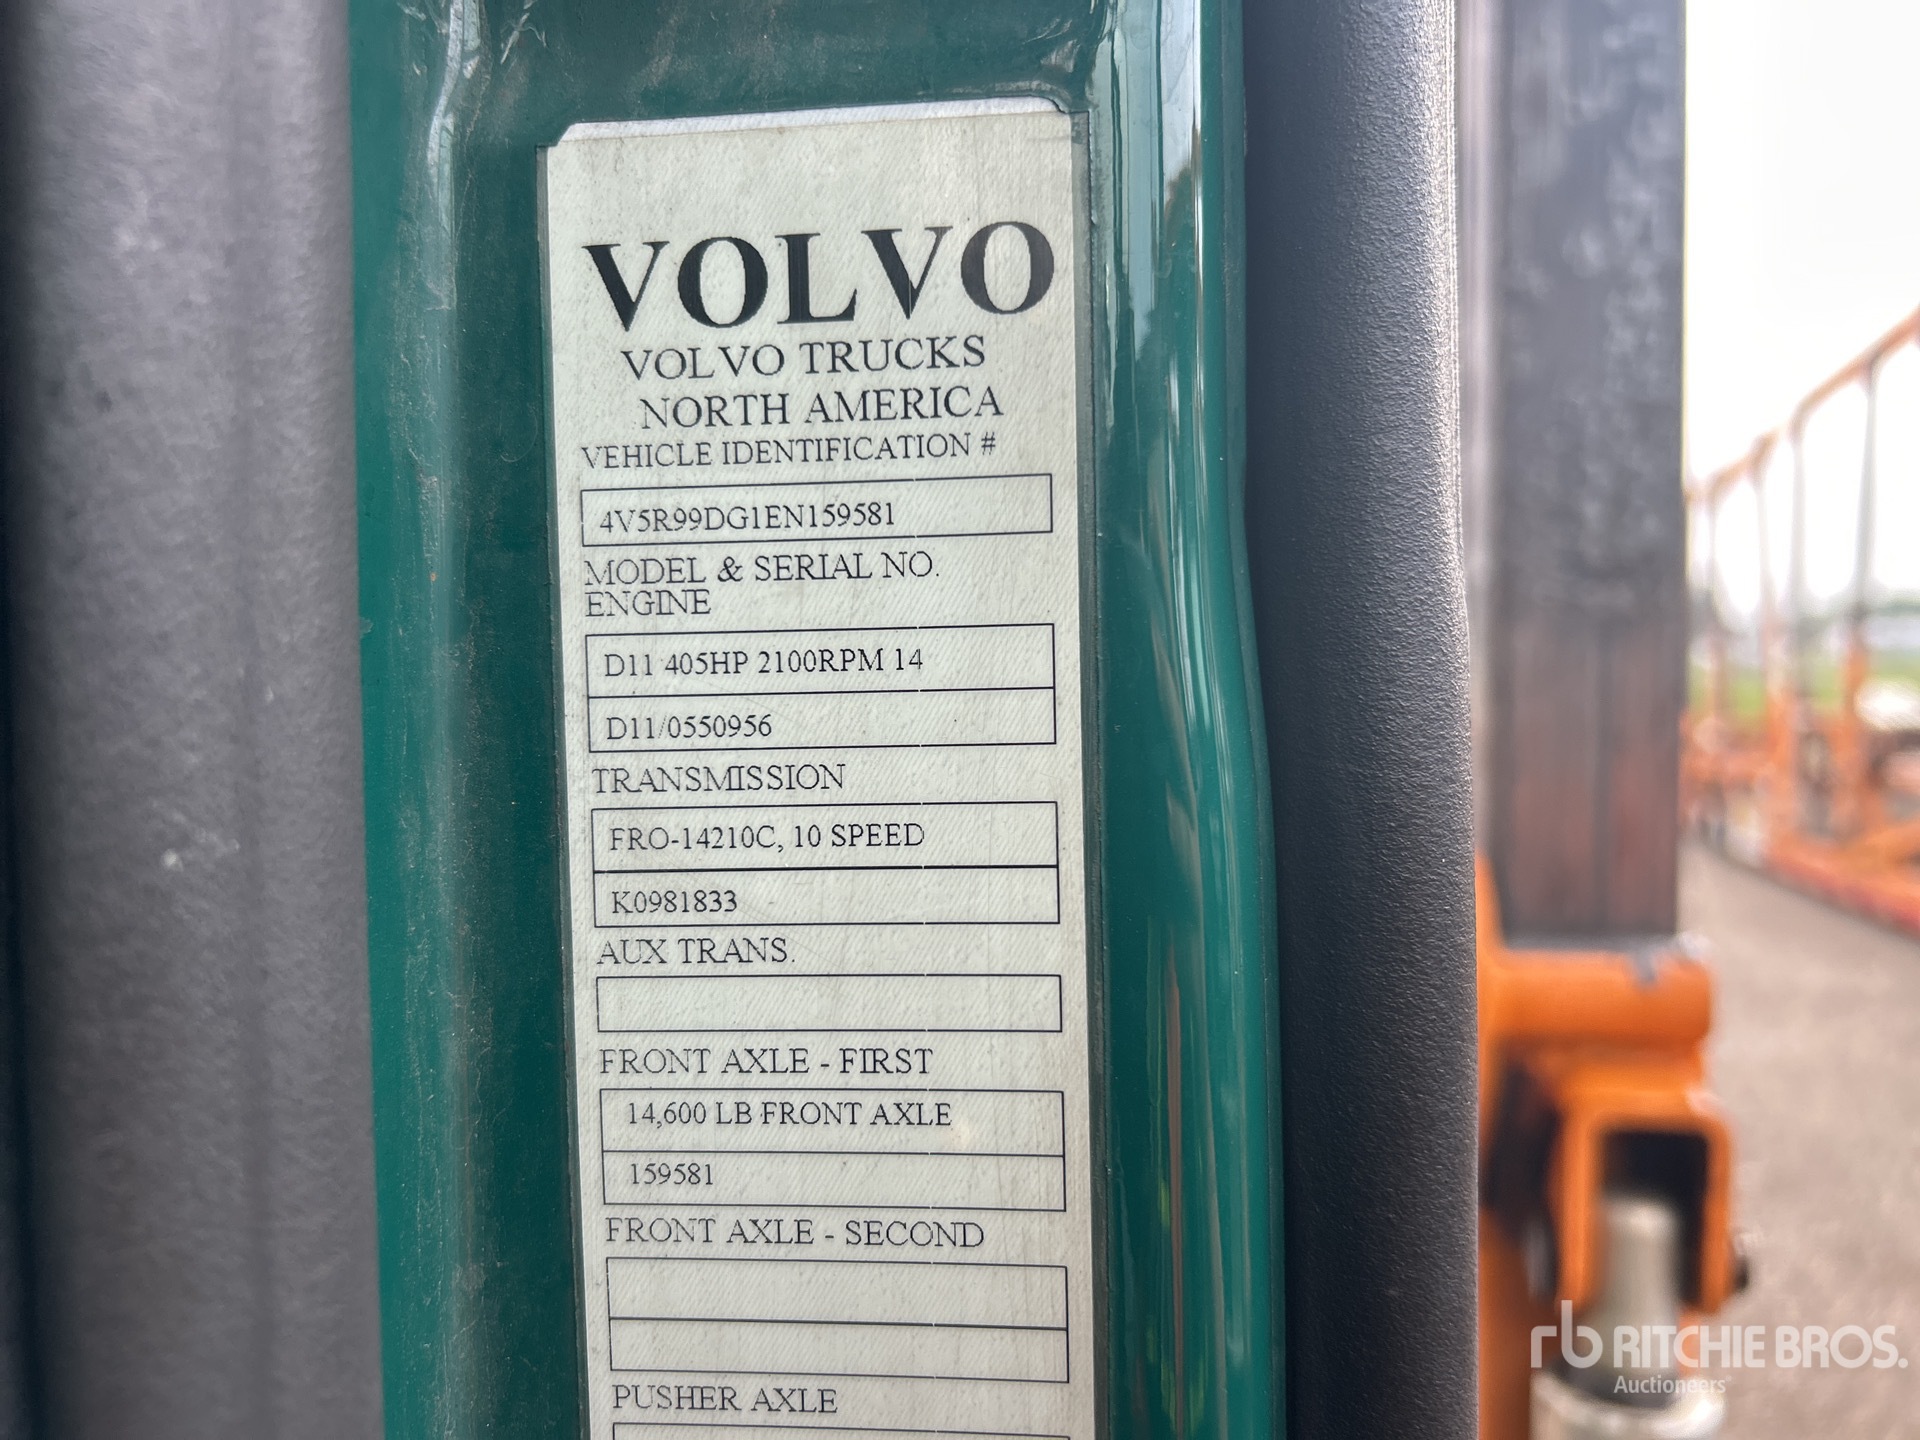 VOLVO
VOLVO TRUCKS
NORTH AMERICA
VEHICLE IDENTIFICATION #
4V5R99DG1EN159581
MODEL & SERIAL NO.
ENGINE
D11 405HP 2100RPM 14
D11/0550956
TRANSMISSION
FRO-14210C, 10 SPEED
K0981833
AUX TRANS.
FRONT AXLE - FIRST
14,600 LB FRONT AXLE
159581
FRONT AXLE - SECOND
PUSHER AXLE
rb RITCHIE BROS.
Auctioneers